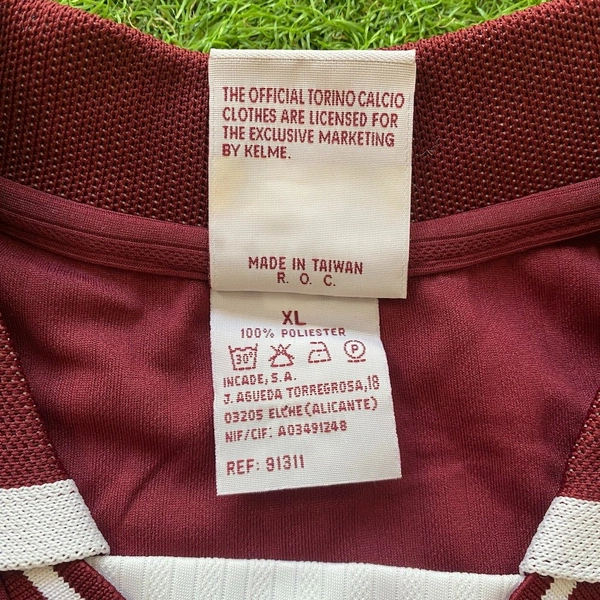 THE OFFICIAL TORINO CALCIO
CLOTHES ARE LICENSED FOR
THE EXCLUSIVE MARKETING
BY KELME.
MADE IN TAIWAN
R. O. C.
XL
100% POLIESTER
30° A P
INCADE, S.A.
J. AGUEDA TORREGROSA,18
03205 ELCHE(ALICANTE)
NIF/CIF: A03491248
REF: 91311